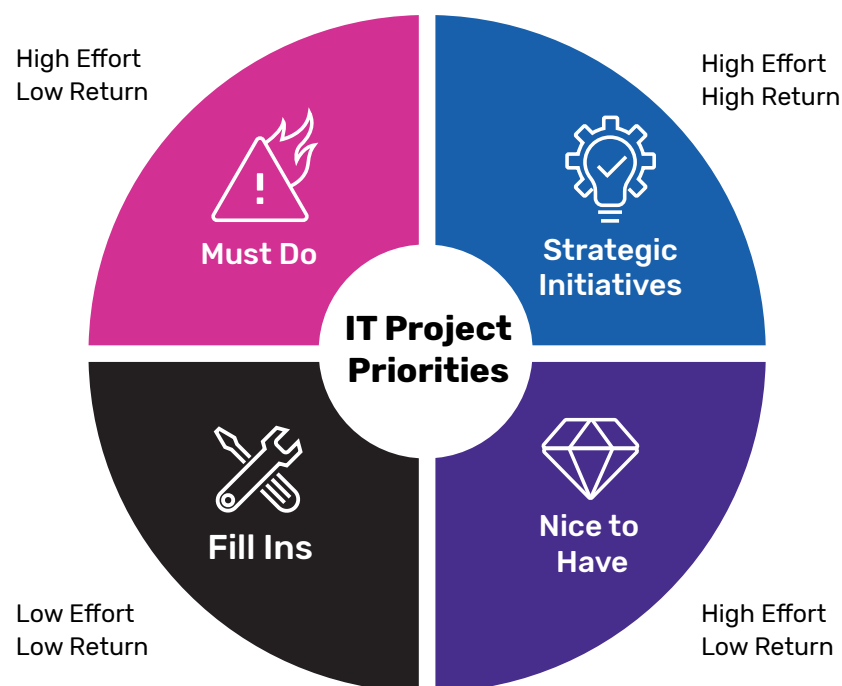 High Effort
Low Return
High Effort
High Return
Must Do
Strategic
Initiatives
IT Project
Priorities
Fill Ins
Nice to
Have
Low Effort
Low Return
High Effort
Low Return